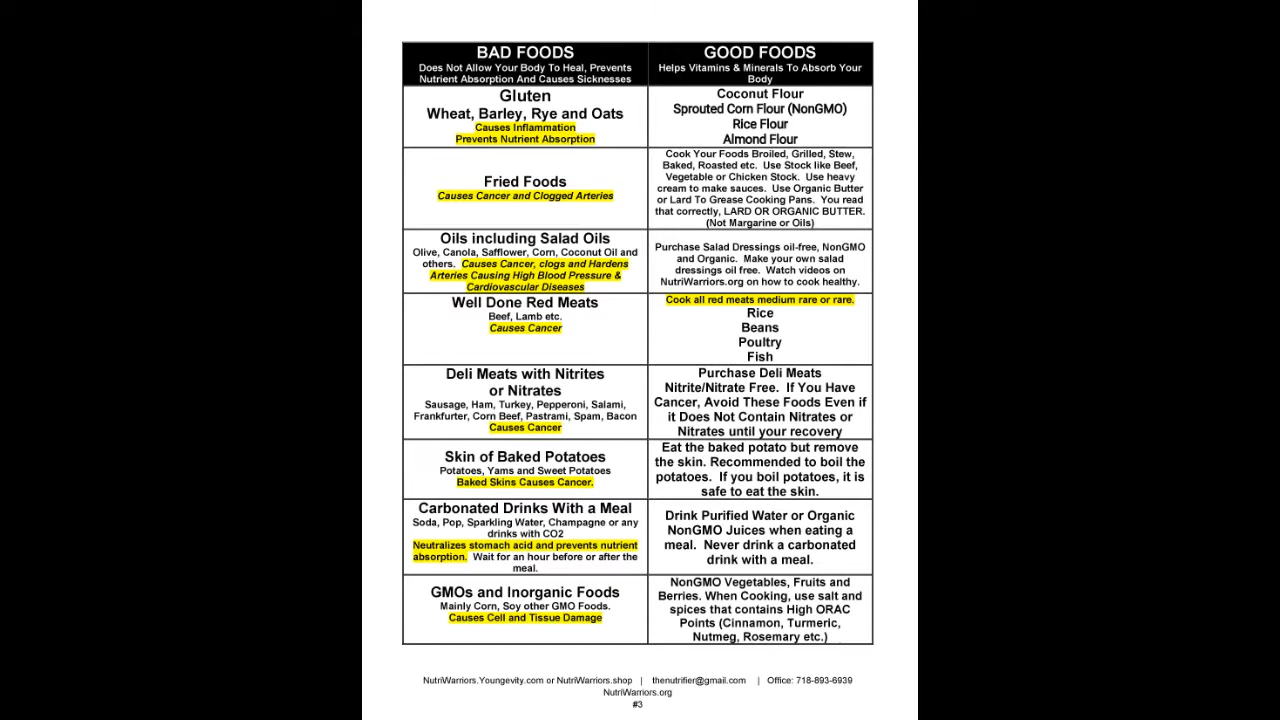 BAD FOODS
Does Not Allow Your Body To Heal, Prevents
Nutrient Absorption And Causes Sicknesses
GOOD FOODS
Helps Vitamins & Minerals To Absorb Your
Body
Gluten
Wheat, Barley, Rye and Oats
Causes Inflammation
Prevents Nutrient Absorption
Coconut Flour
Sprouted Corn Flour (NonGMO)
Rice Flour
Almond Flour
Fried Foods
Causes Cancer and Clogged Arteries
Cook Your Foods Broiled, Grilled, Stew,
Baked, Roasted etc. Use Stock like Beef,
Vegetable or Chicken Stock. Use heavy
cream to make sauces. Use Organic Butter
or Lard To Grease Cooking Pans. You read
that correctly, LARD OR ORGANIC BUTTER.
(Not Margarine or Oils)
Oils including Salad Oils
Olive, Canola, Safflower, Corn, Coconut Oil and
others. Causes Cancer, clogs and Hardens
Arteries Causing High Blood Pressure &
Cardiovascular Diseases
Purchase Salad Dressings oil-free, NonGMO
and Organic. Make your own salad
dressings oil free. Watch videos on
NutriWarriors.org on how to cook healthy.
Well Done Red Meats
Beef, Lamb etc.
Causes Cancer
Cook all red meats medium rare or rare.
Rice
Beans
Poultry
Fish
Deli Meats with Nitrites
or Nitrates
Sausage, Ham, Turkey, Pepperoni, Salami,
Frankfurter, Corn Beef, Pastrami, Spam, Bacon
Causes Cancer
Purchase Deli Meats
Nitrite/Nitrate Free. If You Have
Cancer, Avoid These Foods Even if
it Does Not Contain Nitrates or
Nitrates until your recovery
Skin of Baked Potatoes
Potatoes, Yams and Sweet Potatoes
Baked Skins Causes Cancer.
Eat the baked potato but remove
the skin. Recommended to boil the
potatoes. If you boil potatoes, it is
safe to eat the skin.
Carbonated Drinks With a Meal
Soda, Pop, Sparkling Water, Champagne or any
drinks with CO2
Neutralizes stomach acid and prevents nutrient
absorption. Wait for an hour before or after the
meal.
Drink Purified Water or Organic
NonGMO Juices when eating a
meal. Never drink a carbonated
drink with a meal.
GMOs and Inorganic Foods
Mainly Corn, Soy other GMO Foods.
Causes Cell and Tissue Damage
NonGMO Vegetables, Fruits and
Berries. When Cooking, use salt and
spices that contains High ORAC
Points (Cinnamon, Turmeric,
Nutmeg, Rosemary etc.)
NutriWarriors.Youngevity.com or NutriWarriors.shop | thenutrifier@gmail.com | Office: 718-893-6939
NutriWarriors.org
#3